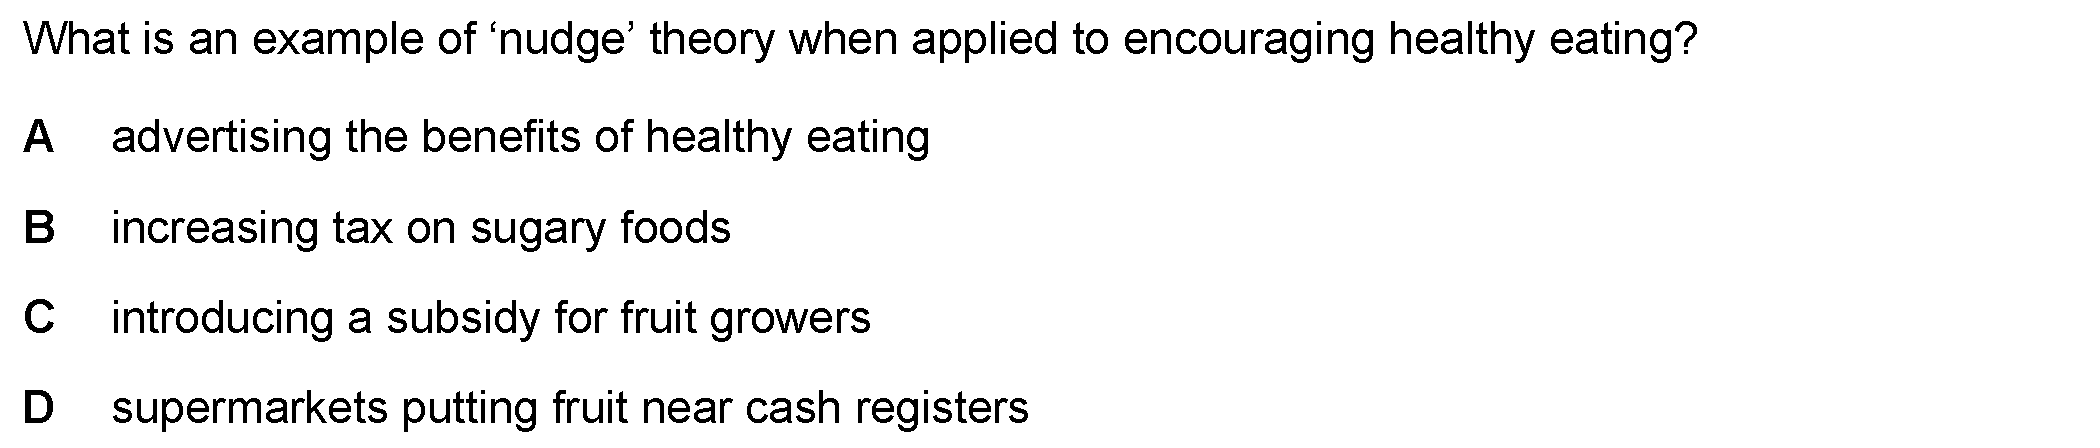 What is an example of ‘nudge’ theory when applied to encouraging healthy eating?
A advertising the benefits of healthy eating
B increasing tax on sugary foods
C introducing a subsidy for fruit growers
D supermarkets putting fruit near cash registers